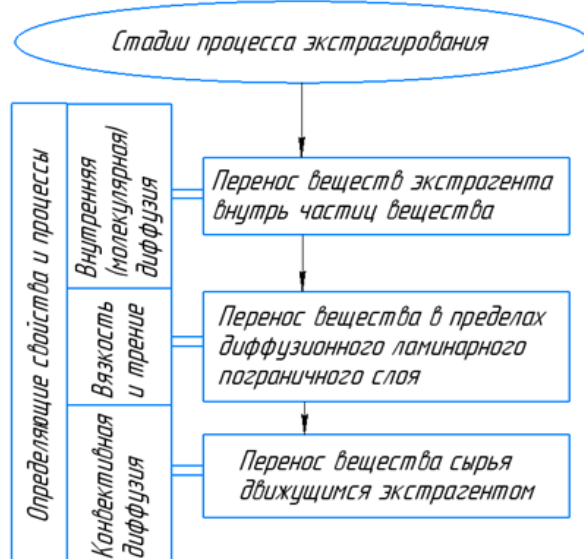 Стадии процесса экстрагирования
Определяющие свойства и процессы
Внутренняя
(молекулярная)
диффузия
Перенос веществ экстрагента
внутрь частиц вещества
Вязкость
и трение
Перенос вещества в пределах
диффузионного ламинарного
пограничного слоя
Конвективная
диффузия
Перенос вещества сырья
движущимся экстрагентом